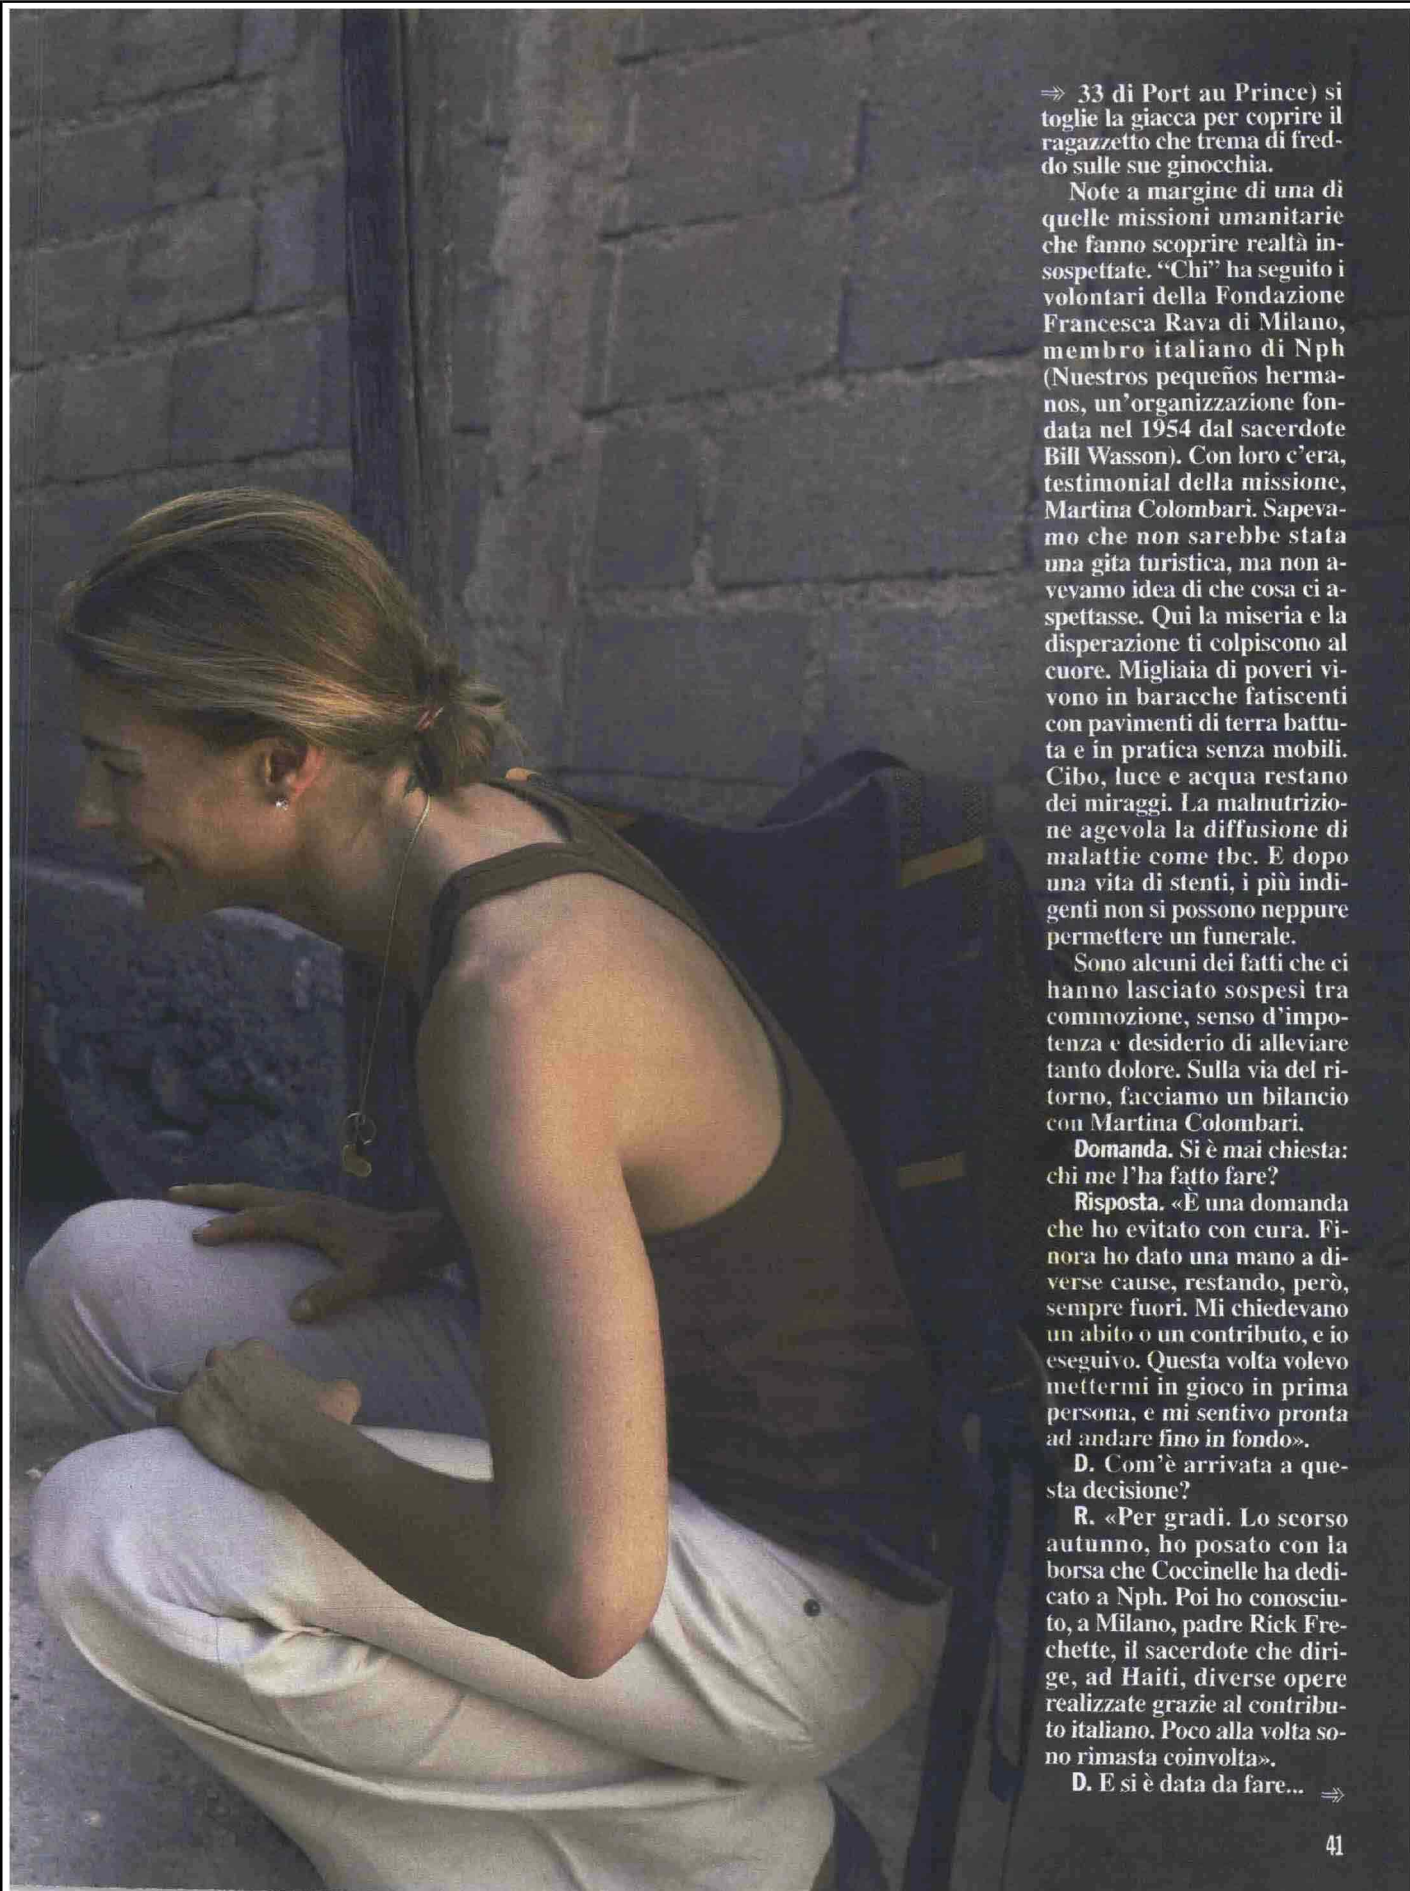 ⇒ 33 di Port au Prince) si
toglie la giacca per coprire il
ragazzetto che trema di fred-
do sulle sue ginocchia.
Note a margine di una di
quelle missioni umanitarie
che fanno scoprire realtà in-
sospettate. “Chi” ha seguito i
volontari della Fondazione
Francesca Rava di Milano,
membro italiano di Nph
(Nuestros pequeños herma-
nos, un’organizzazione fon-
data nel 1954 dal sacerdote
Bill Wasson). Con loro c’era,
testimonial della missione,
Martina Colombari. Sapeva-
mo che non sarebbe stata
una gita turistica, ma non a-
vevamo idea di che cosa ci a-
spettasse. Qui la miseria e la
disperazione ti colpiscono al
cuore. Migliaia di poveri vi-
vono in baracche fatiscenti
con pavimenti di terra battu-
ta e in pratica senza mobili.
Cibo, luce e acqua restano
dei miraggi. La malnutrizio-
ne agevola la diffusione di
malattie come tbc. E dopo
una vita di stenti, i più indi-
genti non si possono neppure
permettere un funerale.
Sono alcuni dei fatti che ci
hanno lasciato sospesi tra
commozione, senso d’impo-
tenza e desiderio di alleviare
tanto dolore. Sulla via del ri-
torno, facciamo un bilancio
con Martina Colombari.
Domanda. Si è mai chiesta:
chi me l’ha fatto fare?
Risposta. «È una domanda
che ho evitato con cura. Fi-
nora ho dato una mano a di-
verse cause, restando, però,
sempre fuori. Mi chiedevano
un abito o un contributo, e io
eseguivo. Questa volta volevo
mettermi in gioco in prima
persona, e mi sentivo pronta
ad andare fino in fondo».
D. Com’è arrivata a que-
sta decisione?
R. «Per gradi. Lo scorso
autunno, ho posato con la
borsa che Coccinelle ha dedi-
cato a Nph. Poi ho conosciu-
to, a Milano, padre Rick Fre-
chette, il sacerdote che diri-
ge, ad Haiti, diverse opere
realizzate grazie al contribu-
to italiano. Poco alla volta so-
no rimasta coinvolta».
D. E si è data da fare... ⇒
41